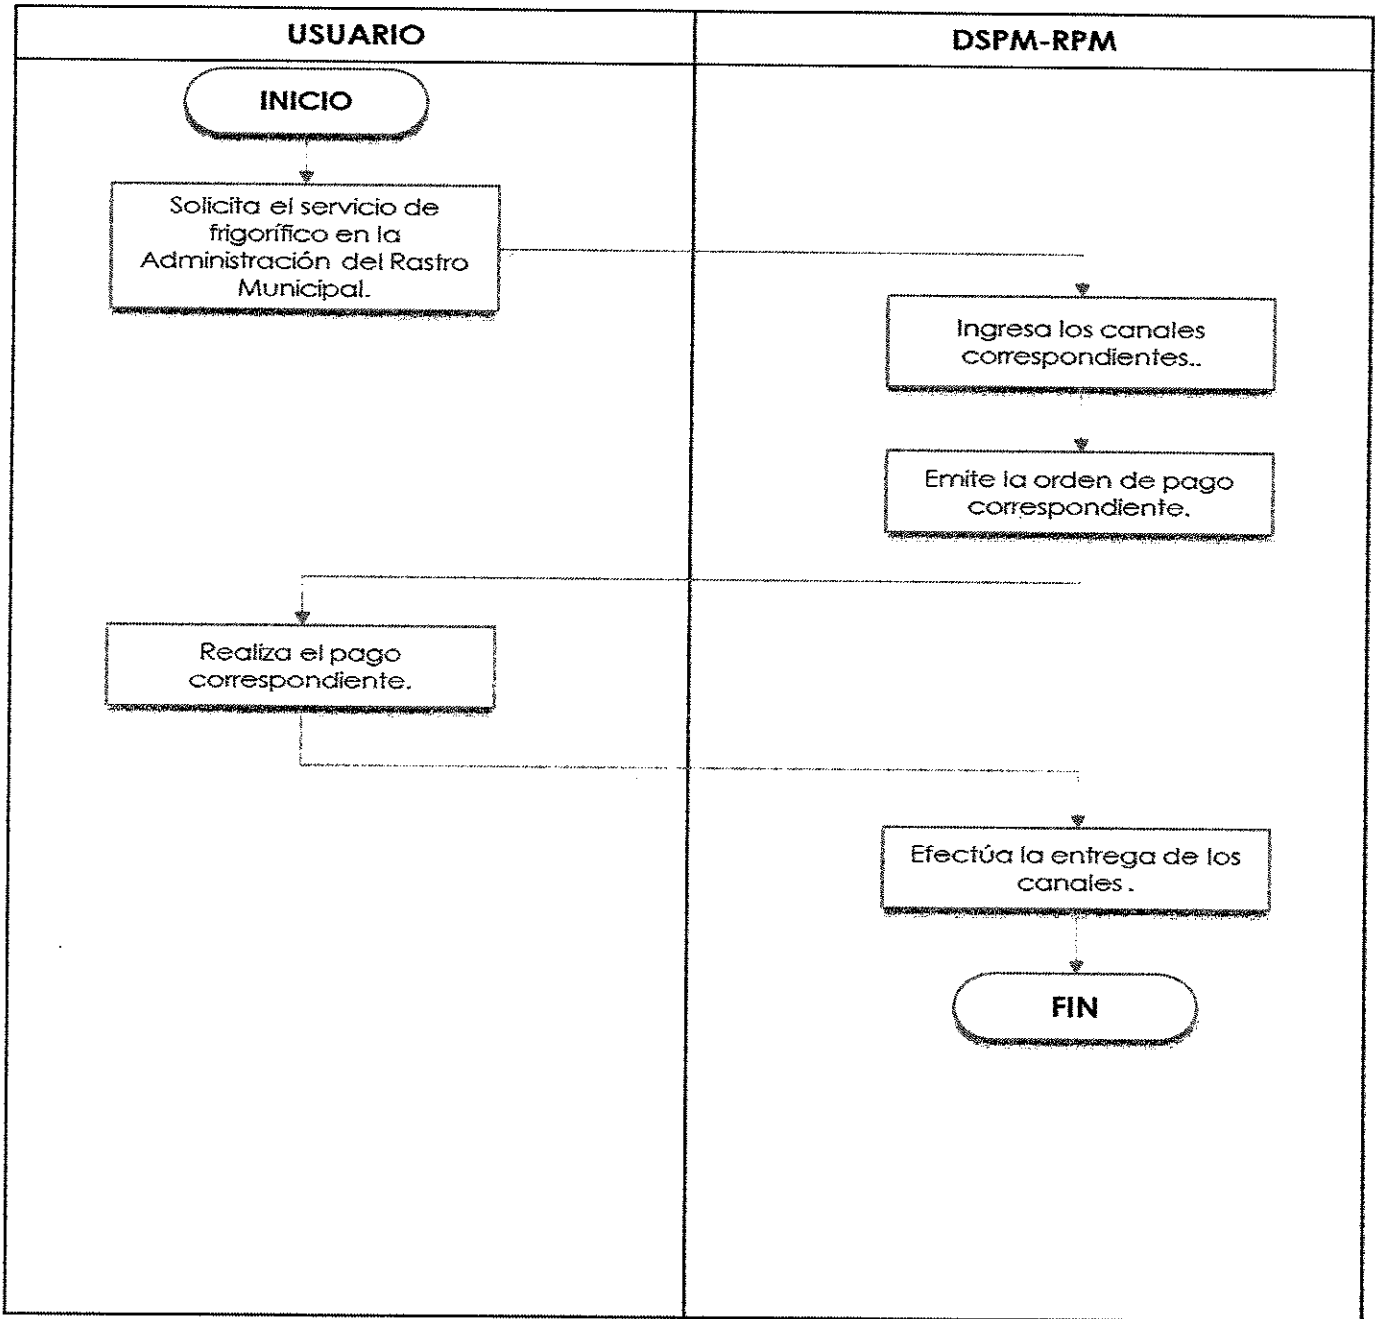 USUARIO
DSPM-RPM
INICIO
Solicita el servicio de
frigorífico en la
Administración del Rastro
Municipal.
Ingresa los canales
correspondientes..
Emite la orden de pago
correspondiente.
Realiza el pago
correspondiente.
Efectúa la entrega de los
canales.
FIN